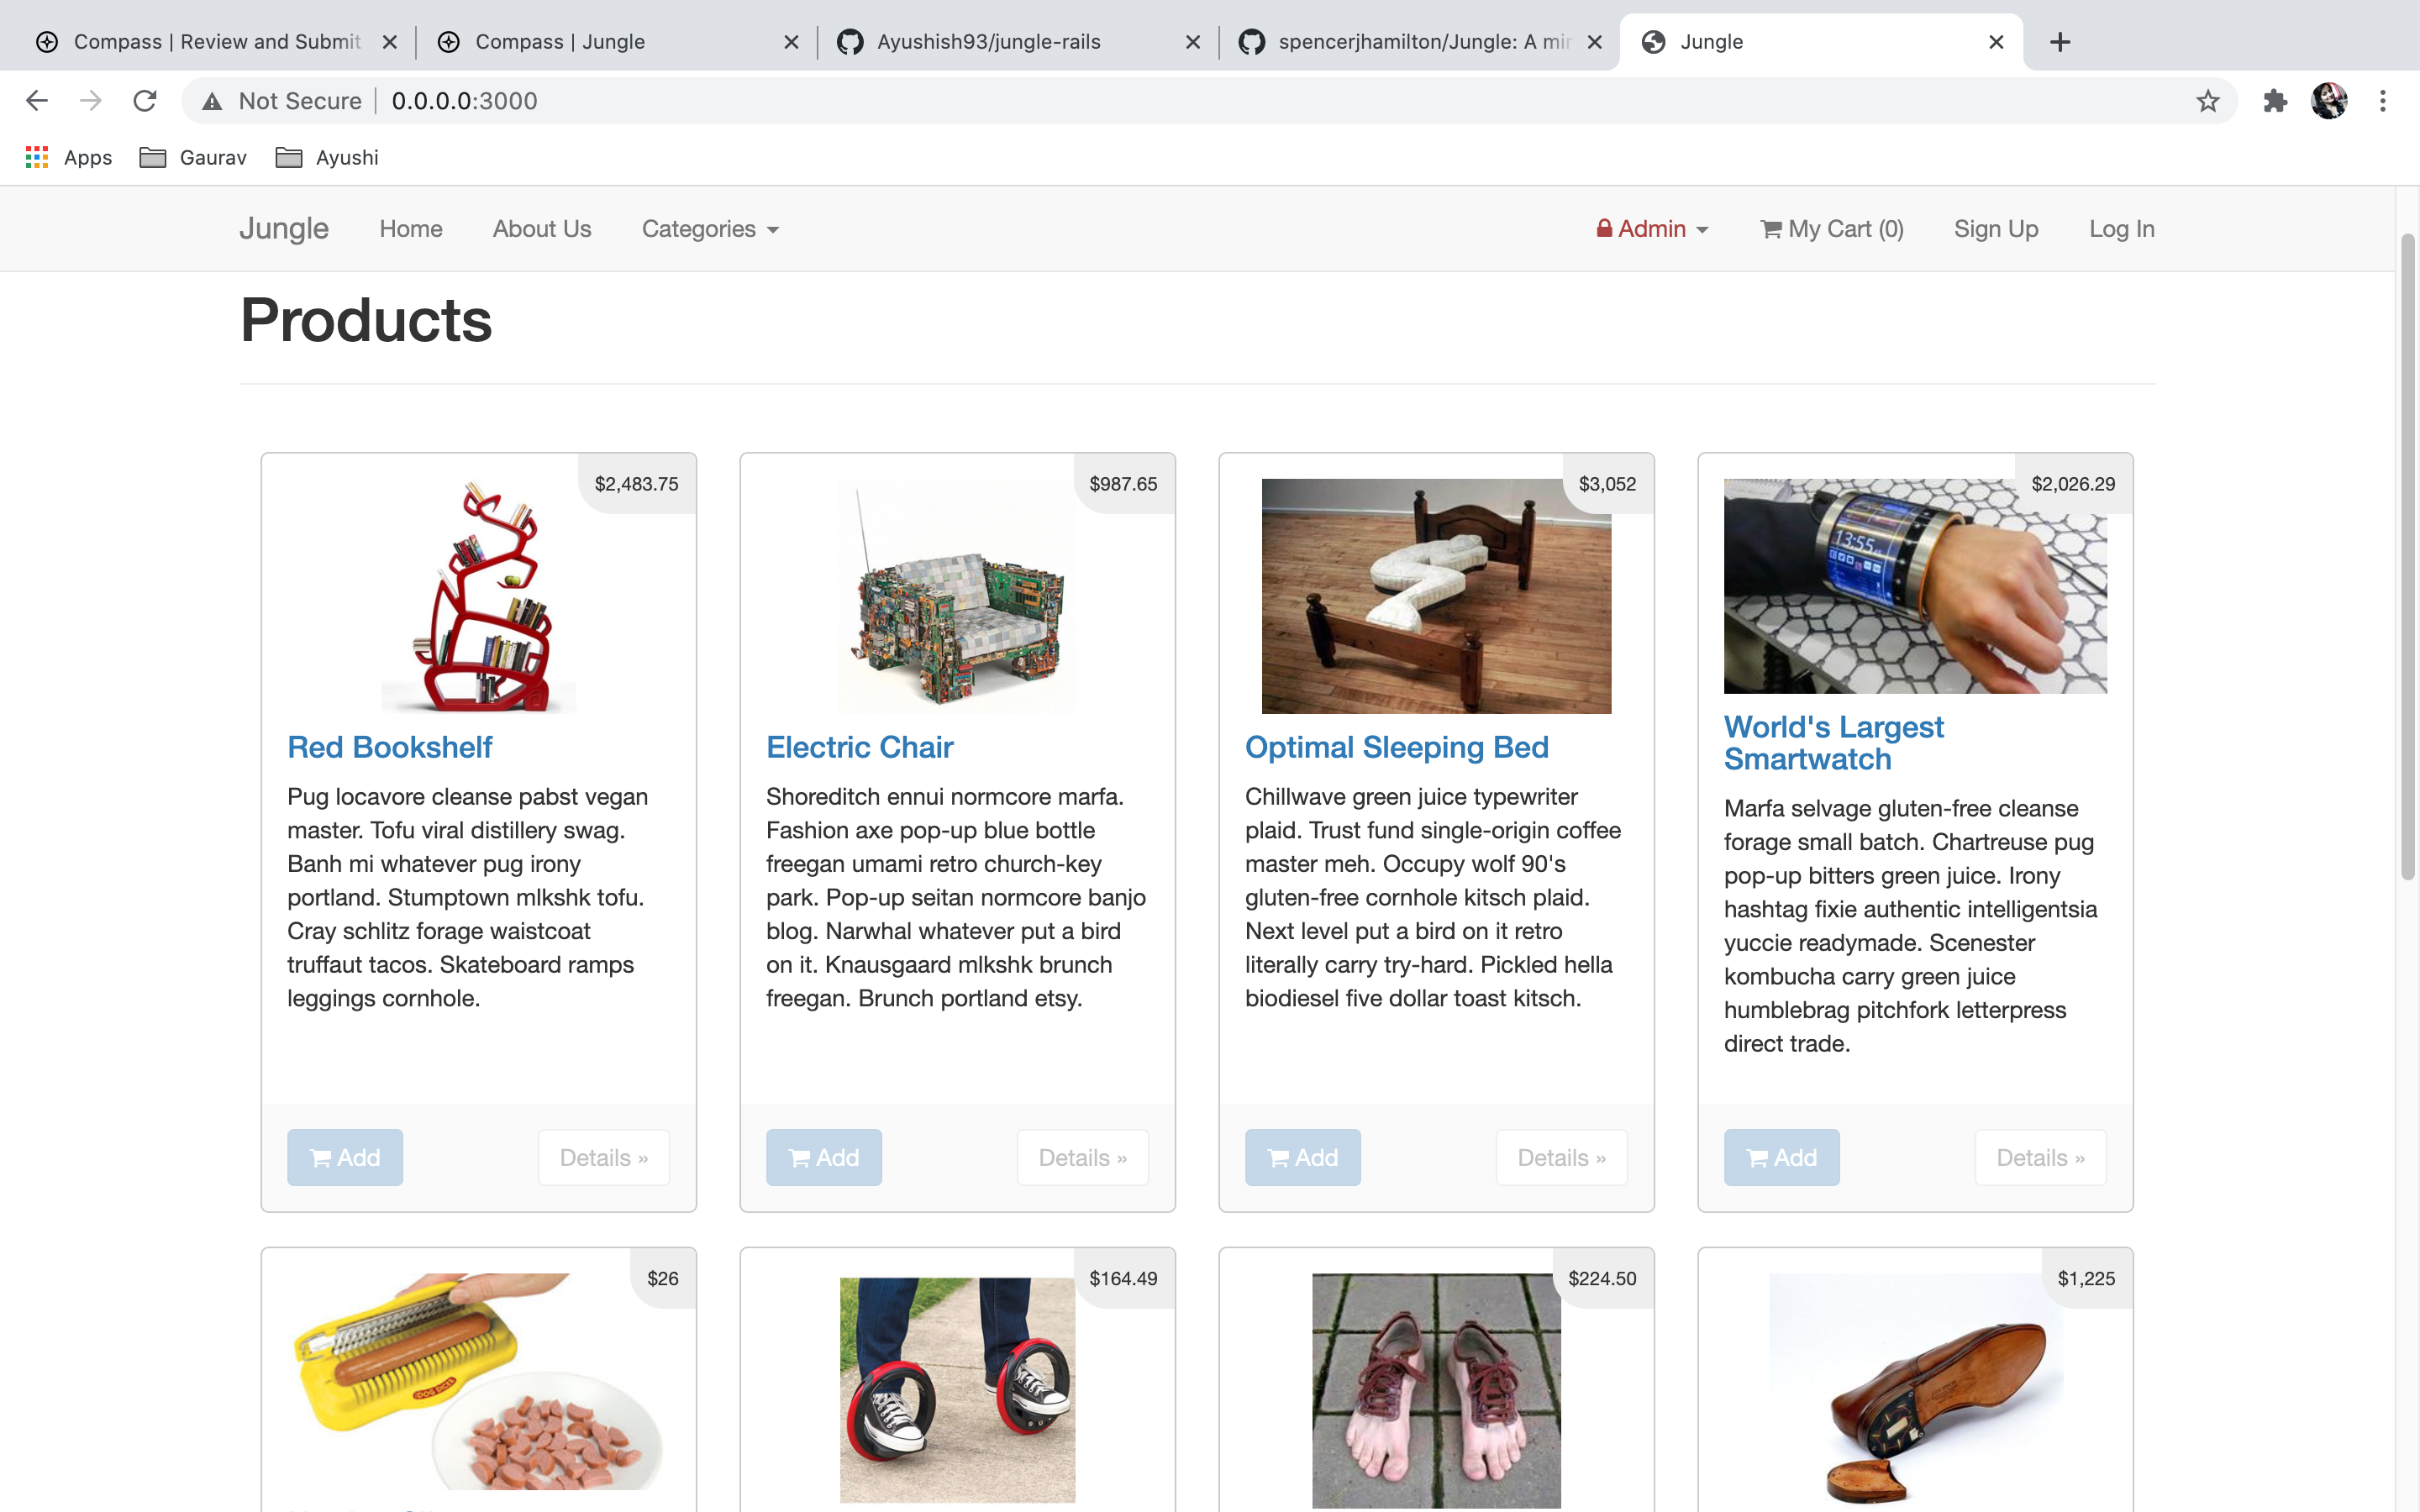 Compass | Review and Submit
Compass | Jungle
Ayushish93/jungle-rails
spencerjhamilton/Jungle: A mir
Jungle
Not Secure
0.0.0.0:3000
Apps
Gaurav
Ayushi
Jungle
Home
About Us
Categories
Admin
My Cart (0)
Sign Up
Log In
Products
$2,483.75
Red Bookshelf
Pug locavore cleanse pabst vegan
master. Tofu viral distillery swag.
Banh mi whatever pug irony
portland. Stumptown mlkshk tofu.
Cray schlitz forage waistcoat
truffaut tacos. Skateboard ramps
leggings cornhole.
Add
Details »
$987.65
Electric Chair
Shoreditch ennui normcore marfa.
Fashion axe pop-up blue bottle
freegan umami retro church-key
park. Pop-up seitan normcore banjo
blog. Narwhal whatever put a bird
on it. Knausgaard mlkshk brunch
freegan. Brunch portland etsy.
Add
Details »
$3,052
Optimal Sleeping Bed
Chillwave green juice typewriter
plaid. Trust fund single-origin coffee
master meh. Occupy wolf 90's
gluten-free cornhole kitsch plaid.
Next level put a bird on it retro
literally carry try-hard. Pickled hella
biodiesel five dollar toast kitsch.
Add
Details »
$2,026.29
13:55
World's Largest
Smartwatch
Marfa selvage gluten-free cleanse
forage small batch. Chartreuse pug
pop-up bitters green juice. Irony
hashtag fixie authentic intelligentsia
yuccie readymade. Scenester
kombucha carry green juice
humblebrag pitchfork letterpress
direct trade.
Add
Details »
$26
$164.49
$224.50
$1,225